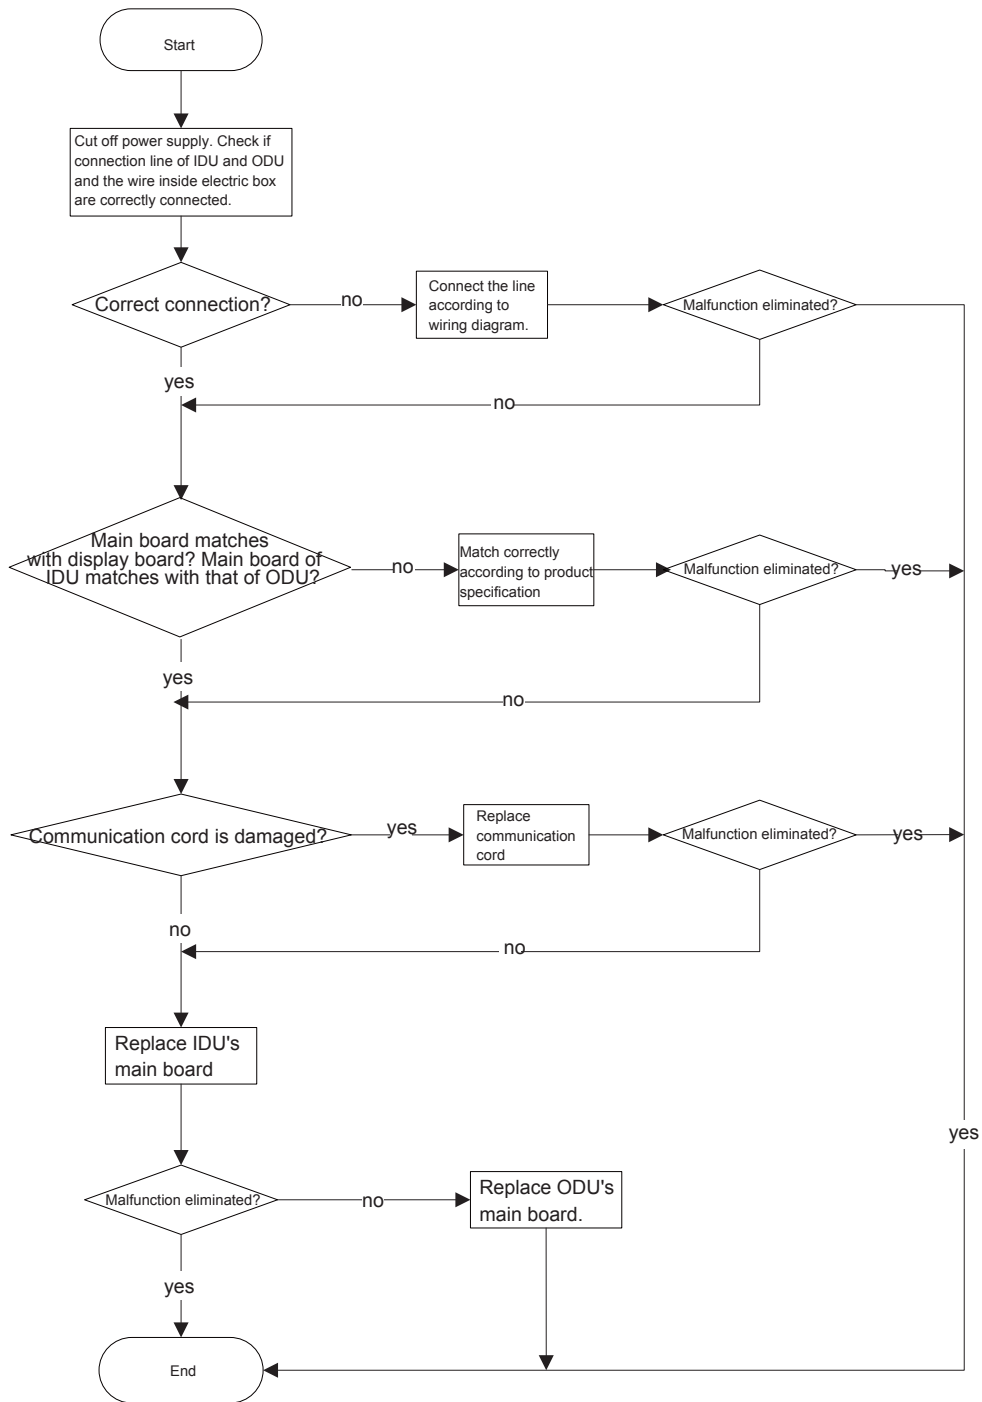 Start
Cut off power supply. Check if
connection line of IDU and ODU
and the wire inside electric box
are correctly connected.
Correct connection?
no
Connect the line
according to
wiring diagram.
Malfunction eliminated?
yes
no
Main board matches
with display board? Main board of
IDU matches with that of ODU?
no
Match correctly
according to product
specification
Malfunction eliminated?
yes
yes
no
Communication cord is damaged?
yes
Replace
communication
cord
Malfunction eliminated?
yes
no
no
Replace IDU's
main board
yes
Malfunction eliminated?
no
Replace ODU's
main board.
yes
End